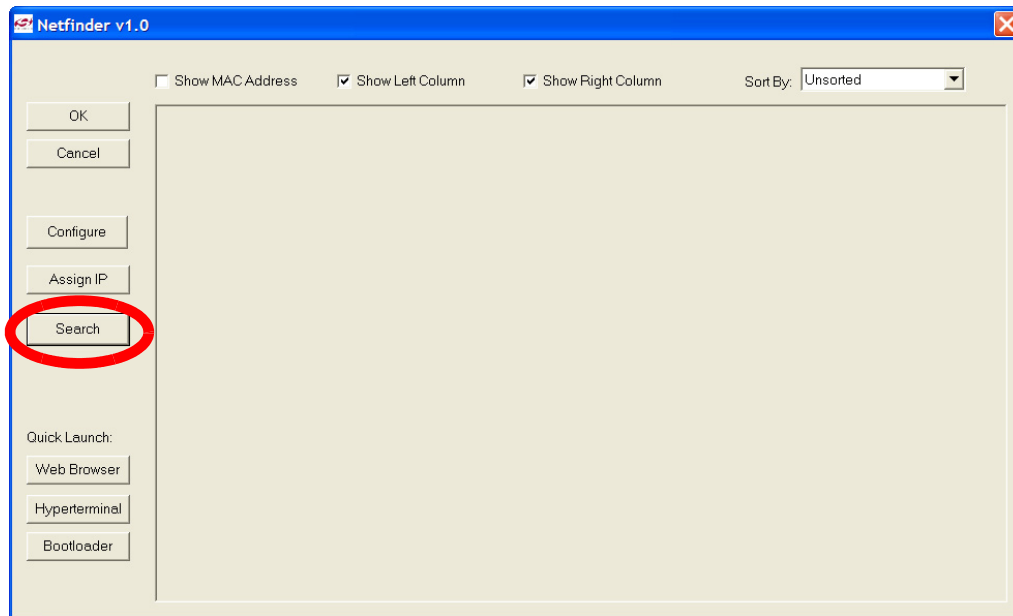 Netfinder v1.0
Show MAC Address
Show Left Column
Show Right Column
Sort By:
Unsorted
OK
Cancel
Configure
Assign IP
Search
Quick Launch:
Web Browser
Hyperterminal
Bootloader